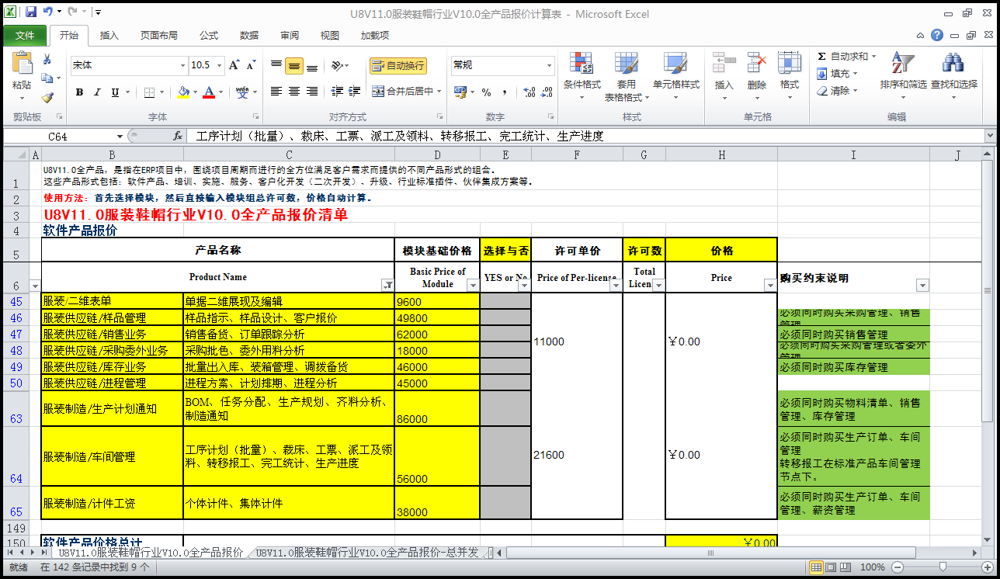 U8V11.0服装鞋帽行业V10.0全产品报价计算表 - Microsoft Excel
文件 开始 插入 页面布局 公式 数据 审阅 视图 加载项
宋体 10.5 A A 自动换行 常规 Σ 自动求和
粘贴 条件格式 套用 单元格样式 插入 删除 格式 填充 排序和筛选 查找和选择
表格格式
B I U A wén 文 合并后居中 % , 清除
剪贴板 字体 对齐方式 数字 样式 单元格 编辑
C64 fx 工序计划（批量）、裁床、工票、派工及领料、转移报工、完工统计、生产进度
A B C D E F G H I J
1 U8V11.0全产品，是指在ERP项目中，围绕项目周期而进行的全方位满足客户需求而提供的不同产品形式的组合。
这些产品形式包括：软件产品、培训、实施、服务、客户化开发（二次开发）、升级、行业标准插件、伙伴集成方案等。
2 使用方法：首先选择模块，然后直接输入模块组总许可数，价格自动计算。
3 U8V11.0服装鞋帽行业V10.0全产品报价清单
4 软件产品报价
5 产品名称 模块基础价格 选择与否 许可单价 许可数 价格
6 Product Name Basic Price of Module YES or No Price of Per-license Total Licen Price 购买约束说明
45 服装/二维表单 单据二维展现及编辑 9600
46 服装供应链/样品管理 样品指示、样品设计、客户报价 49800 必须同时购买采购管理、销售
管理
47 服装供应链/销售业务 销售备货、订单跟踪分析 62000 11000 ￥0.00 必须同时购买销售管理
48 服装供应链/采购委外业务 采购批色、委外用料分析 18000 必须同时购买采购管理或者委外
管理
49 服装供应链/库存业务 批量出入库、装箱管理、调拨备货 46000 必须同时购买库存管理
50 服装供应链/进程管理 进程方案、计划排期、进程分析 45000
63 服装制造/生产计划通知 BOM、任务分配、生产规划、齐料分析、
制造通知 86000 必须同时购买物料清单、销售
管理、库存管理
64 服装制造/车间管理 工序计划（批量）、裁床、工票、派工及领
料、转移报工、完工统计、生产进度 56000 21600 ￥0.00 必须同时购买生产订单、车间
管理
转移报工在标准产品车间管理
节点下。
65 服装制造/计件工资 个体计件、集体计件 38000 必须同时购买生产订单、车间
管理、薪资管理
149
150 软件产品价格总计 ￥0.00
U8V11.0服装鞋帽行业V10.0全产品报价 U8V11.0服装鞋帽行业V10.0全产品报价-总并发
就绪 在 142 条记录中找到 9 个 100%